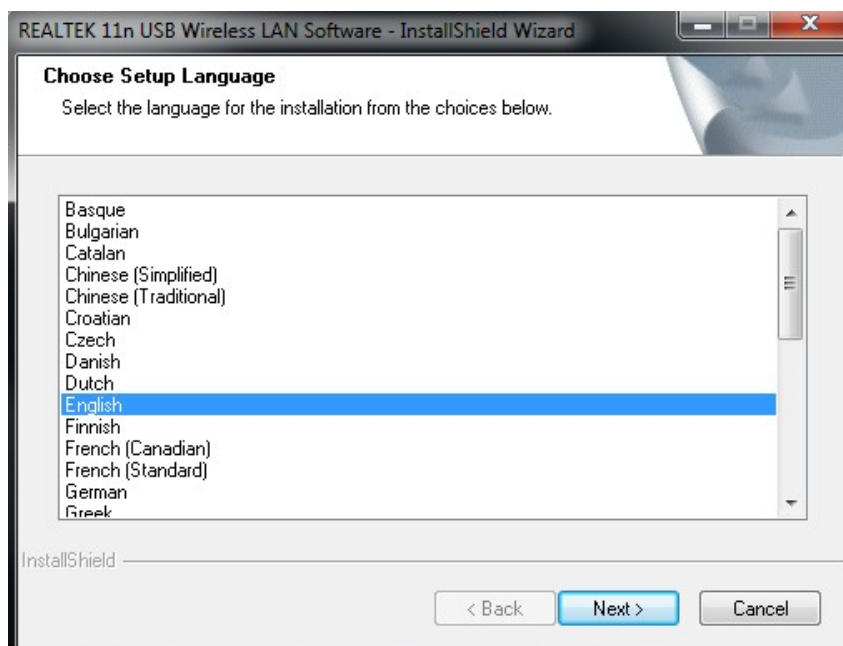 REALTEK 11n USB Wireless LAN Software - InstallShield Wizard
Choose Setup Language
Select the language for the installation from the choices below.
Basque
Bulgarian
Catalan
Chinese (Simplified)
Chinese (Traditional)
Croatian
Czech
Danish
Dutch
English
Finnish
French (Canadian)
French (Standard)
German
Greek
InstallShield
< Back Next > Cancel